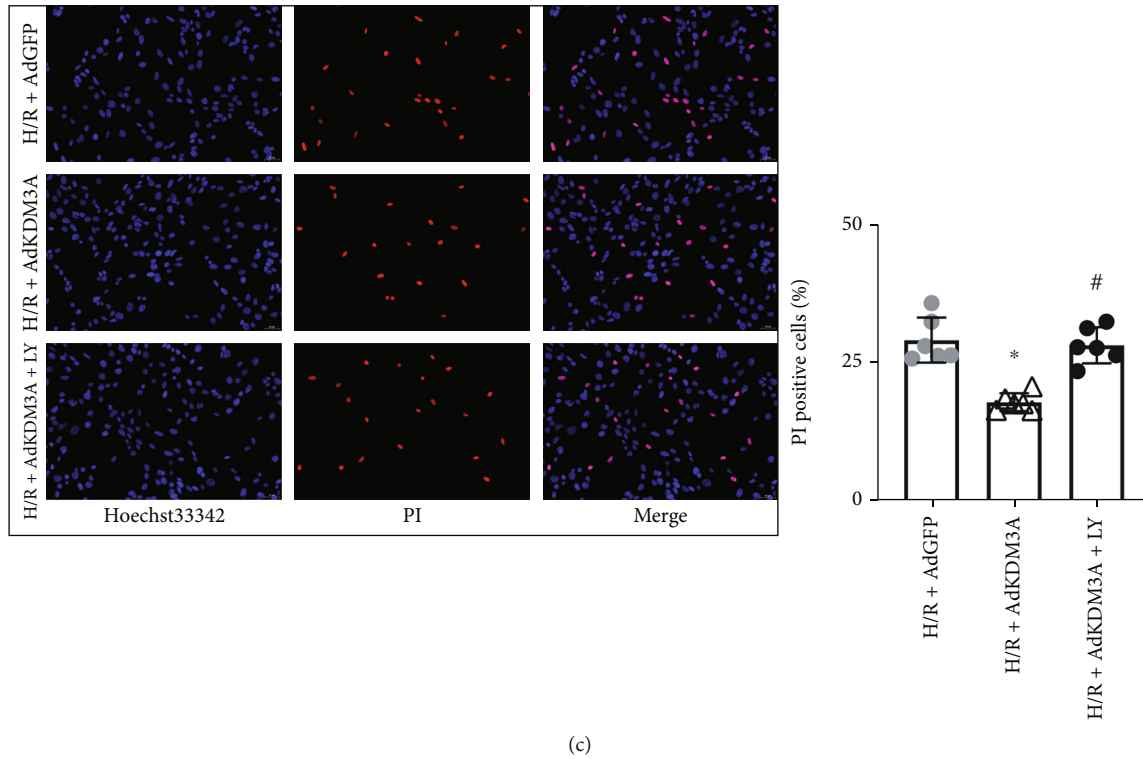 H/R + AdGFP
H/R + AdKDM3A
H/R + AdKDM3A + LY
Hoechst33342
PI
Merge
PI positive cells (%)
50
25
0
*
#
H/R + AdGFP
H/R + AdKDM3A
H/R + AdKDM3A + LY
(c)